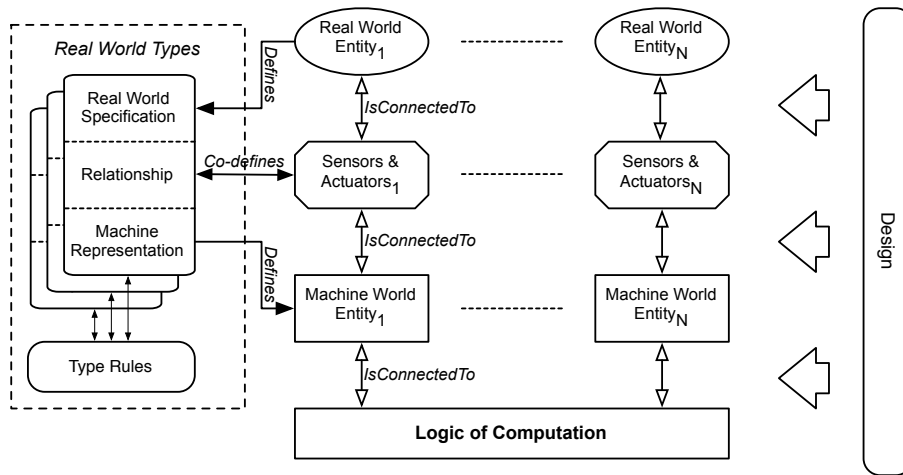 Real World Types
Real World
Specification
Relationship
Machine
Representation
Type Rules
Defines
Co-defines
Defines
Real World
Entity1
Real World
EntityN
IsConnectedTo
Sensors &
Actuators1
Sensors &
ActuatorsN
IsConnectedTo
Machine World
Entity1
Machine World
EntityN
IsConnectedTo
Logic of Computation
Design